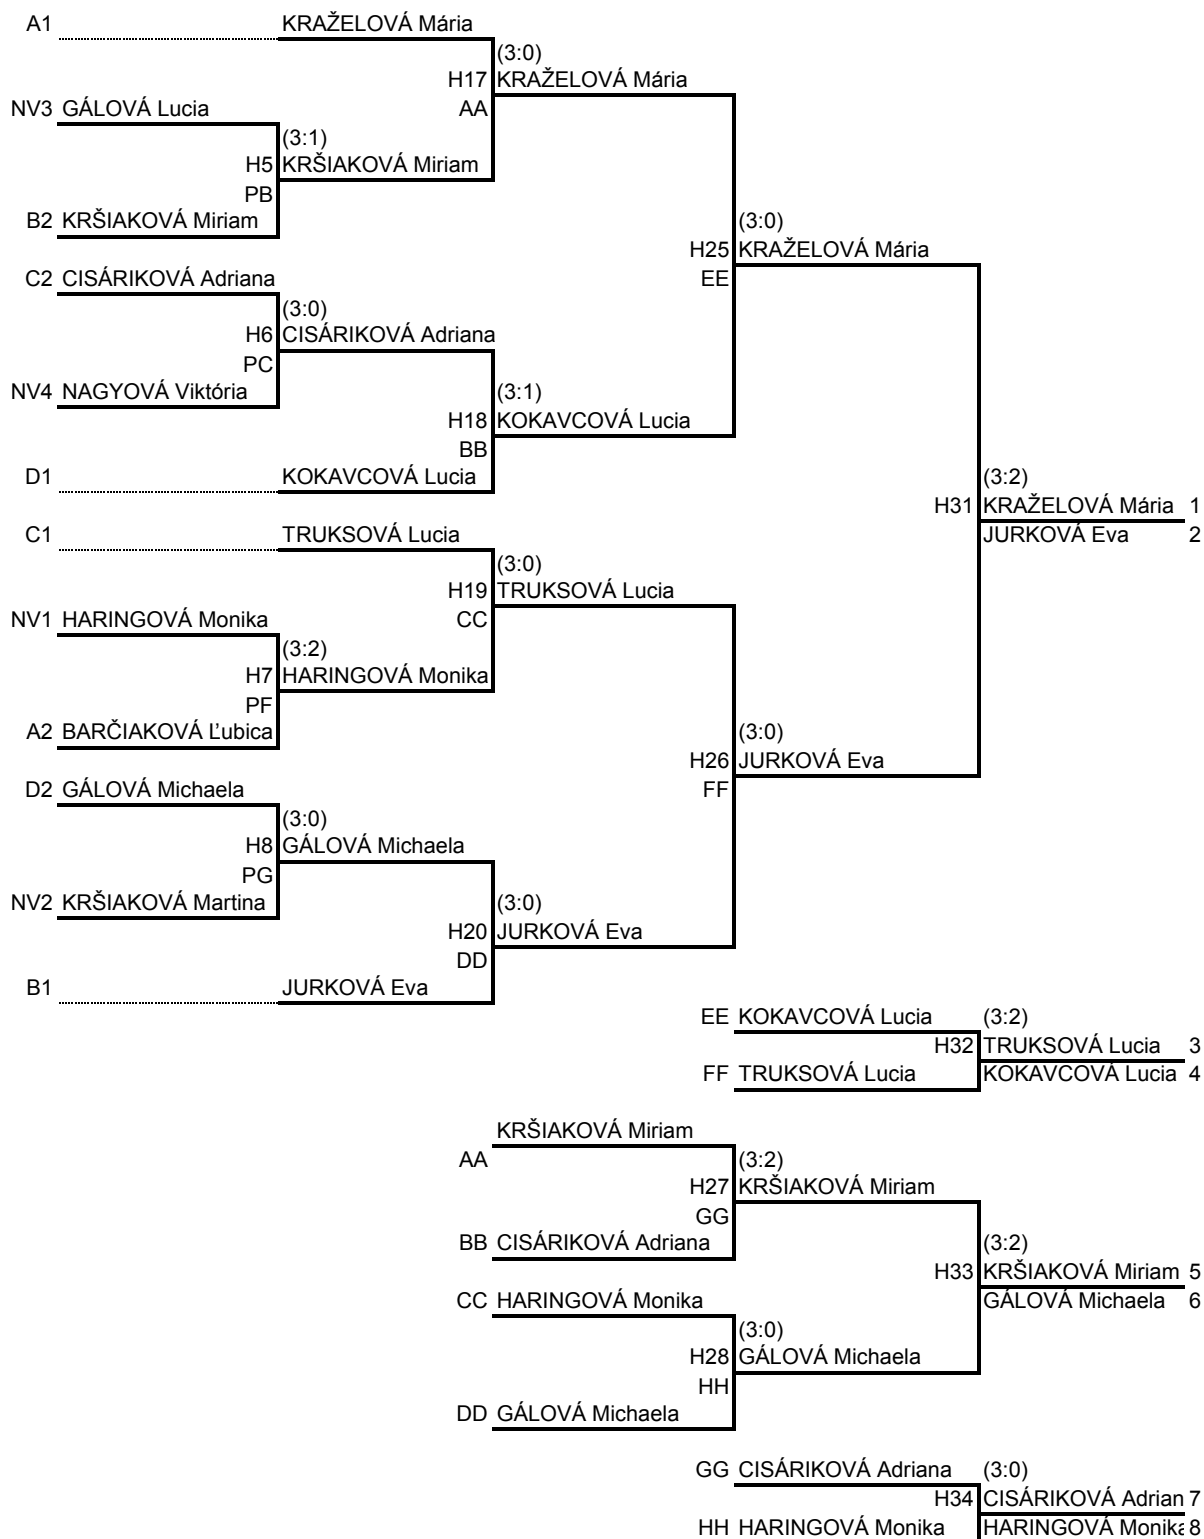 A1 KRAŽELOVÁ Mária
(3:0)
H17 KRAŽELOVÁ Mária
NV3 GÁLOVÁ Lucia
AA
(3:1)
H5 KRŠIAKOVÁ Miriam
PB
B2 KRŠIAKOVÁ Miriam
(3:0)
H25 KRAŽELOVÁ Mária
C2 CISÁRIKOVÁ Adriana
EE
(3:0)
H6 CISÁRIKOVÁ Adriana
PC
NV4 NAGYOVÁ Viktória
(3:1)
H18 KOKAVCOVÁ Lucia
BB
D1 KOKAVCOVÁ Lucia
(3:2)
H31 KRAŽELOVÁ Mária 1
C1 TRUKSOVÁ Lucia
JURKOVÁ Eva 2
(3:0)
H19 TRUKSOVÁ Lucia
NV1 HARINGOVÁ Monika
CC
(3:2)
H7 HARINGOVÁ Monika
PF
A2 BARČIAKOVÁ Ľubica
(3:0)
H26 JURKOVÁ Eva
D2 GÁLOVÁ Michaela
FF
(3:0)
H8 GÁLOVÁ Michaela
PG
NV2 KRŠIAKOVÁ Martina
(3:0)
H20 JURKOVÁ Eva
DD
B1 JURKOVÁ Eva
EE KOKAVCOVÁ Lucia (3:2)
H32 TRUKSOVÁ Lucia 3
FF TRUKSOVÁ Lucia KOKAVCOVÁ Lucia 4
KRŠIAKOVÁ Miriam
AA
(3:2)
H27 KRŠIAKOVÁ Miriam
GG
BB CISÁRIKOVÁ Adriana
(3:2)
H33 KRŠIAKOVÁ Miriam 5
CC HARINGOVÁ Monika
GÁLOVÁ Michaela 6
(3:0)
H28 GÁLOVÁ Michaela
HH
DD GÁLOVÁ Michaela
GG CISÁRIKOVÁ Adriana (3:0)
H34 CISÁRIKOVÁ Adrian 7
HH HARINGOVÁ Monika HARINGOVÁ Monika 8